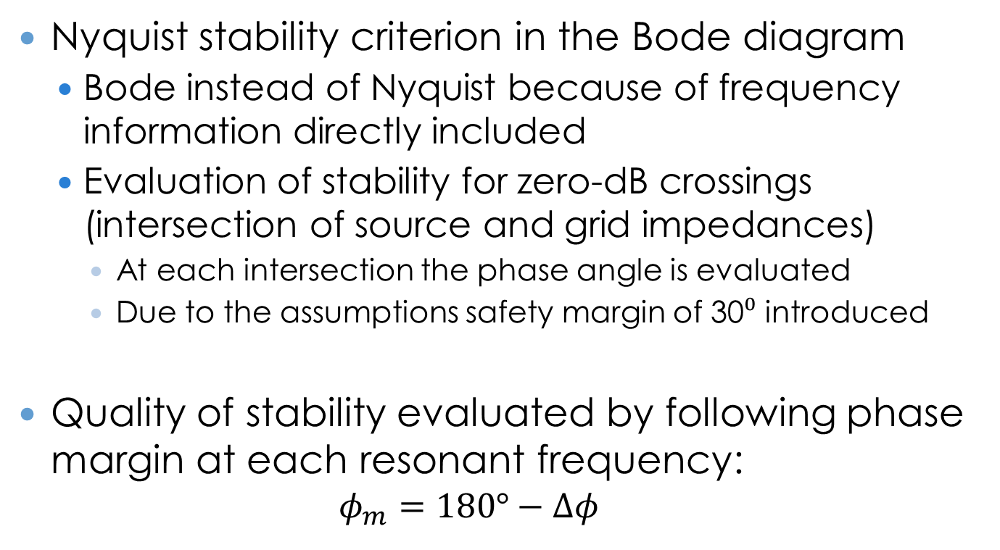 • Nyquist stability criterion in the Bode diagram
• Bode instead of Nyquist because of frequency
information directly included
• Evaluation of stability for zero-dB crossings
(intersection of source and grid impedances)
• At each intersection the phase angle is evaluated
• Due to the assumptions safety margin of 30⁰ introduced
• Quality of stability evaluated by following phase
margin at each resonant frequency:
𝜙ₘ = 180° − Δ𝜙